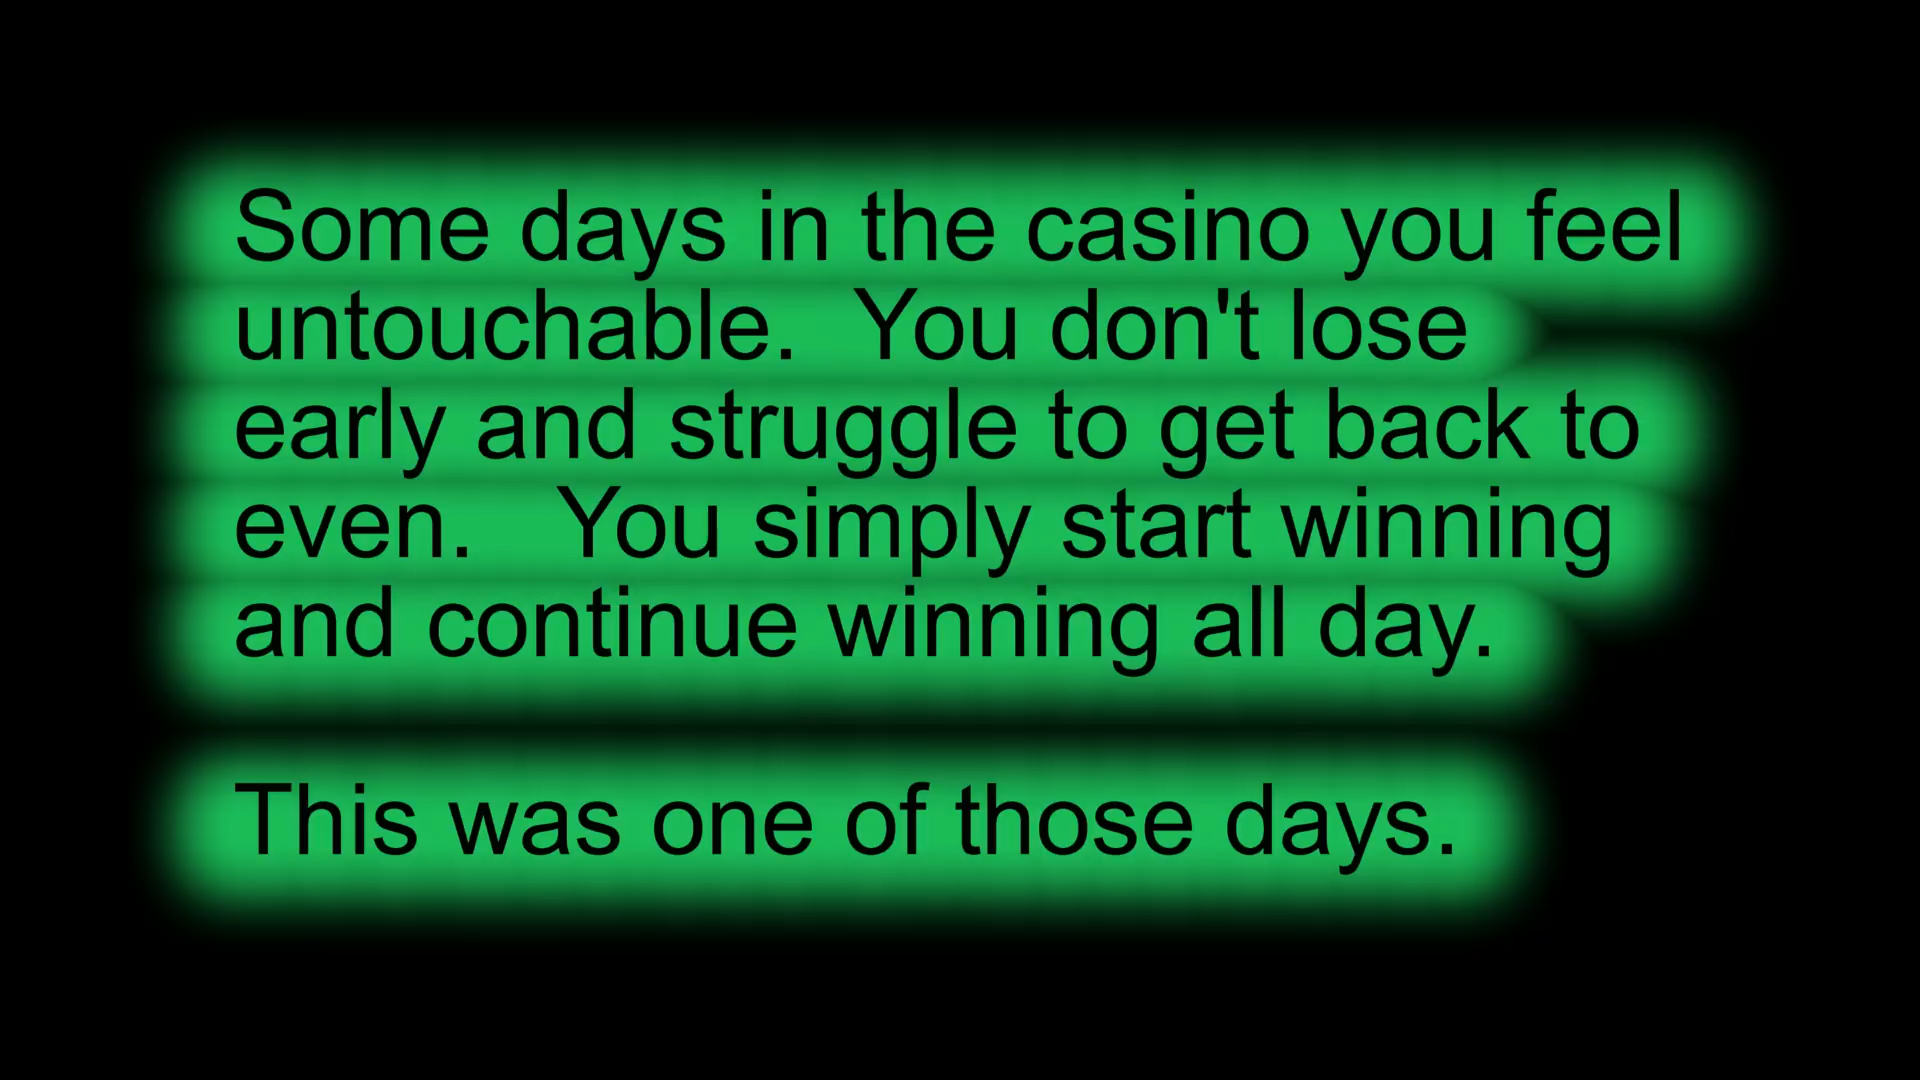 Some days in the casino you feel
untouchable.  You don't lose
early and struggle to get back to
even.   You simply start winning
and continue winning all day.
This was one of those days.